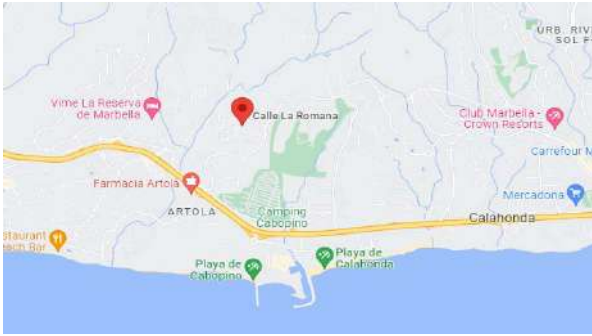 URB. RIV
SOL F
Vime La Reserva
de Marbella
Calle La Romana
Club Marbella -
Crown Resorts
Carrefour M
Farmacia Artola
Mercadona
ARTOLA
Camping
Cabopino
Calahonda
staurant
each Bar
Playa de
Cabopino
Playa de
Calahonda